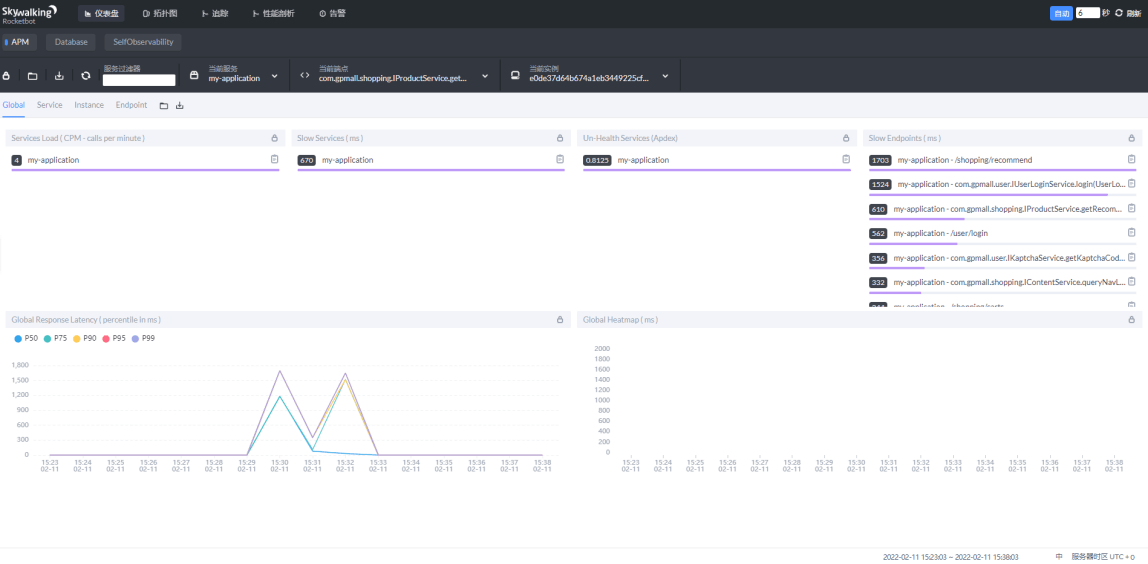 Skywalking
Rocketbot
仪表盘 拓扑图 追踪 性能剖析 告警
自动 6 秒 刷新
APM Database SelfObservability
服务过滤器
当前服务
my-application
当前端点
com.gpmall.shopping.IProductService.get...
当前实例
e0de37d64b674a1eb3449225cf...
Global Service Instance Endpoint
Services Load ( CPM - calls per minute )
4 my-application
Slow Services ( ms )
670 my-application
Un-Health Services (Apdex)
0.8125 my-application
Slow Endpoints ( ms )
1703 my-application - /shopping/recommend
1524 my-application - com.gpmall.user.IUserLoginService.login(UserLo...
610 my-application - com.gpmall.shopping.IProductService.getRecom...
562 my-application - /user/login
356 my-application - com.gpmall.user.IKaptchaService.getKaptchaCod...
332 my-application - com.gpmall.shopping.IContentService.queryNavL...
Global Response Latency ( percentile in ms )
P50 P75 P90 P95 P99
1,800
1,500
1,200
900
600
300
0
15:23 15:24 15:25 15:26 15:27 15:28 15:29 15:30 15:31 15:32 15:33 15:34 15:35 15:36 15:37 15:38
02-11 02-11 02-11 02-11 02-11 02-11 02-11 02-11 02-11 02-11 02-11 02-11 02-11 02-11 02-11 02-11
Global Heatmap ( ms )
2000
1800
1600
1400
1200
1000
800
600
400
200
0
15:23 15:24 15:25 15:26 15:27 15:28 15:29 15:30 15:31 15:32 15:33 15:34 15:35 15:36 15:37 15:38
02-11 02-11 02-11 02-11 02-11 02-11 02-11 02-11 02-11 02-11 02-11 02-11 02-11 02-11 02-11 02-11
2022-02-11 15:23:03 ~ 2022-02-11 15:38:03 中 服务器时区 UTC + 0